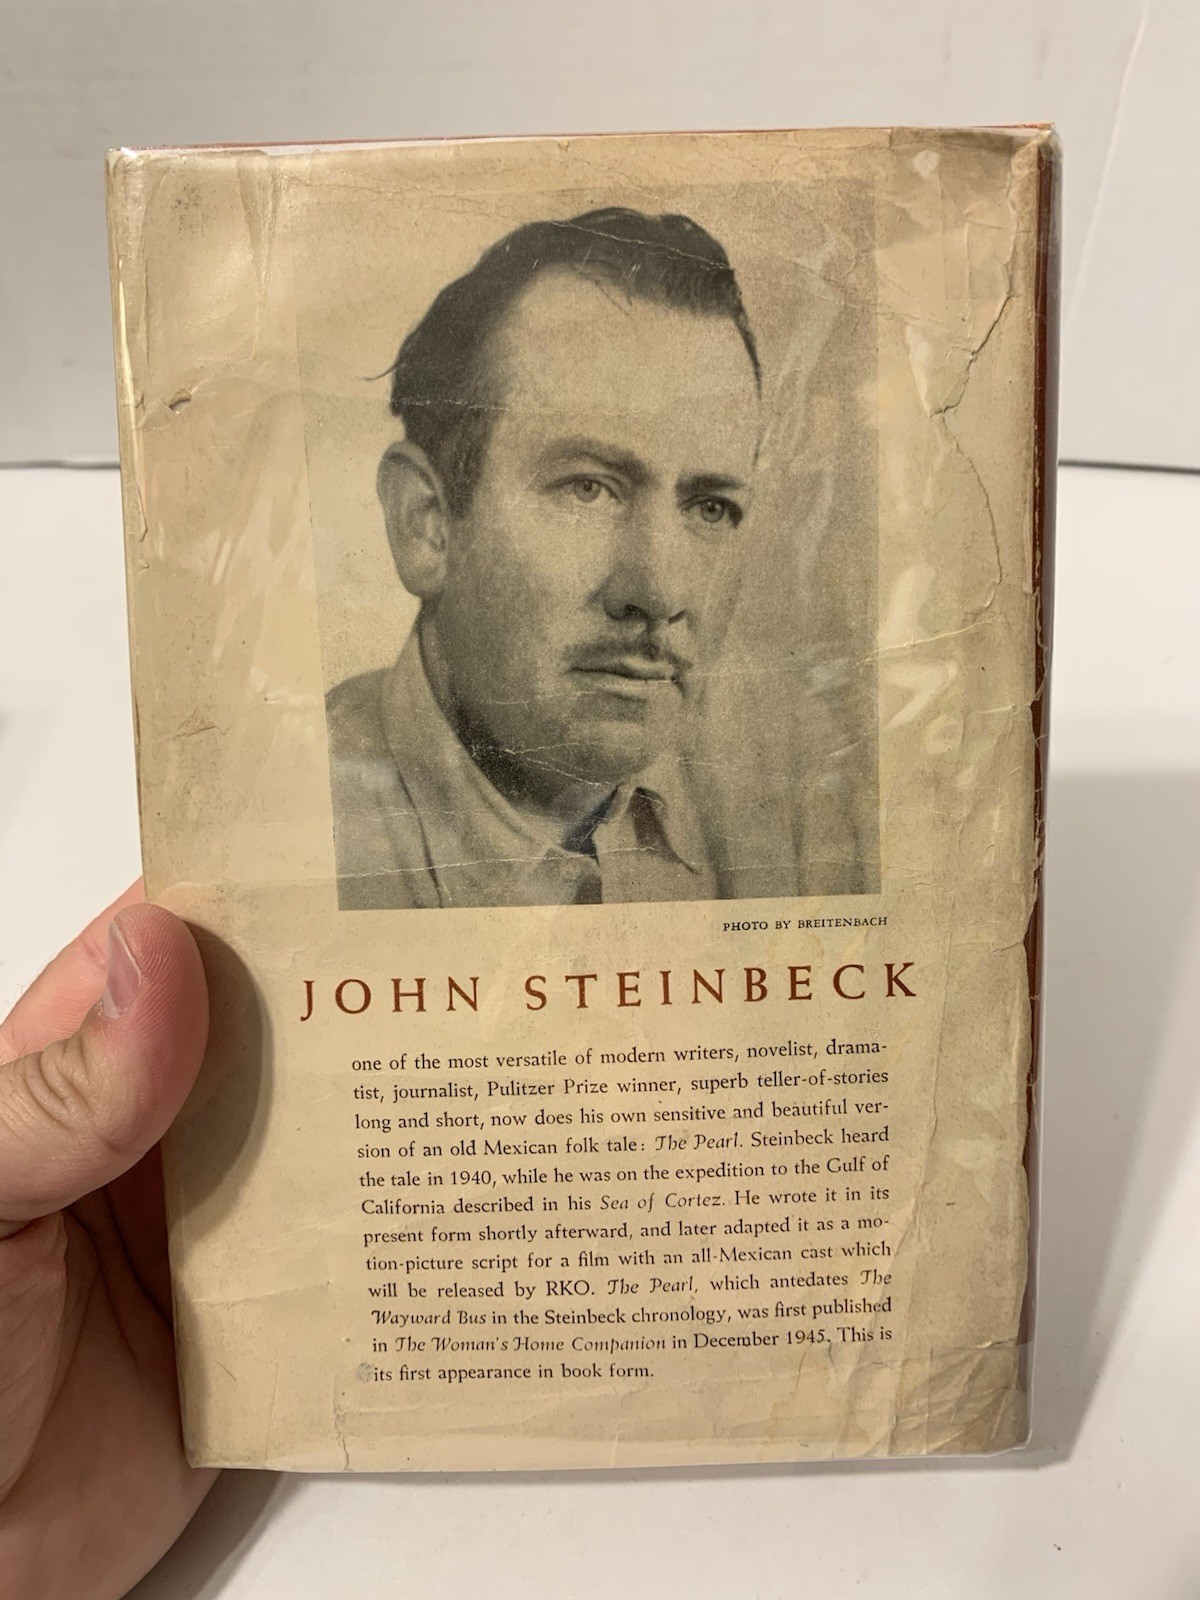 PHOTO BY BREITENBACH
JOHN STEINBECK
one of the most versatile of modern writers, novelist, drama-
tist, journalist, Pulitzer Prize winner, superb teller-of-stories
long and short, now does his own sensitive and beautiful ver-
sion of an old Mexican folk tale: The Pearl. Steinbeck heard
the tale in 1940, while he was on the expedition to the Gulf of
California described in his Sea of Cortez. He wrote it in its
present form shortly afterward, and later adapted it as a mo-
tion-picture script for a film with an all-Mexican cast which
will be released by RKO. The Pearl, which antedates The
Wayward Bus in the Steinbeck chronology, was first published
in The Woman's Home Companion in December 1945. This is
its first appearance in book form.